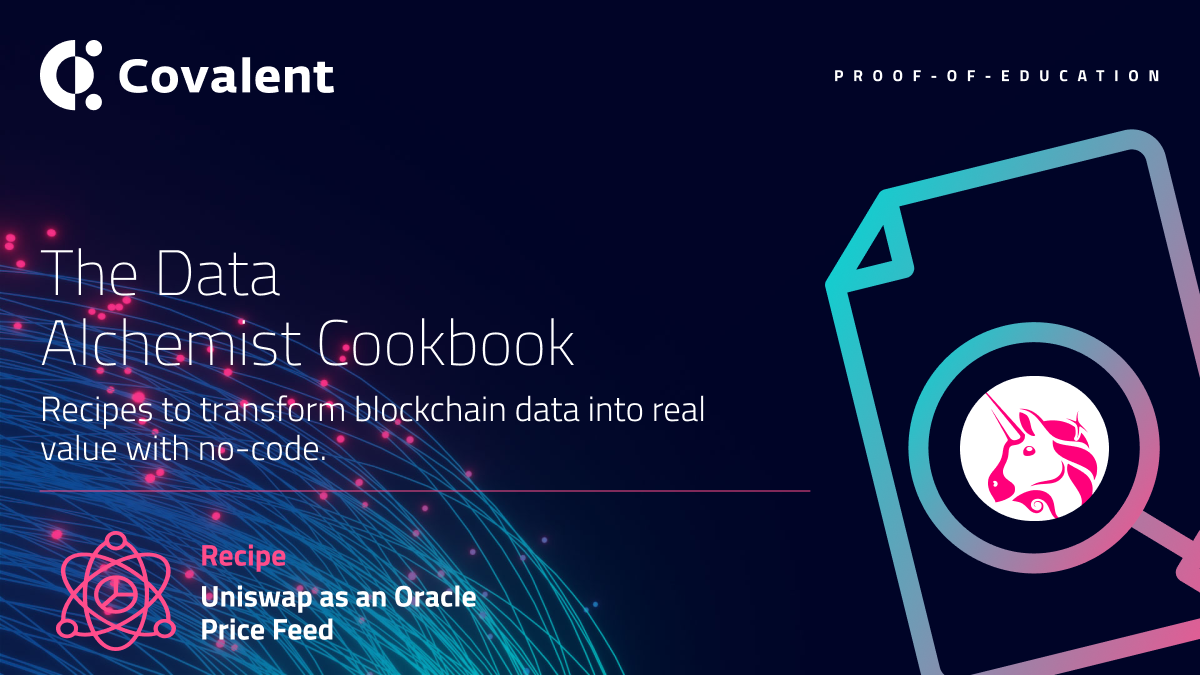 Covalent
PROOF-OF-EDUCATION
The Data
Alchemist Cookbook
Recipes to transform blockchain data into real
value with no-code.
Recipe
Uniswap as an Oracle
Price Feed